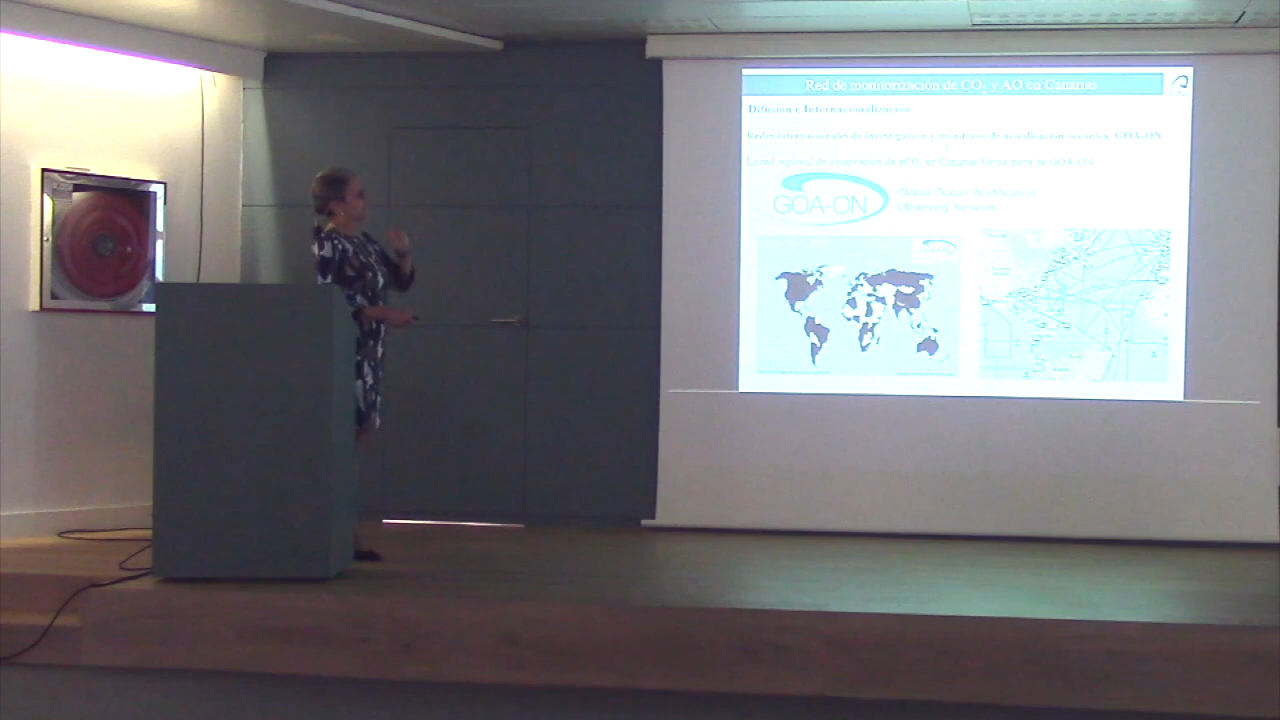 Red de monitorización de CO₂ y AO en Canarias
Difusión e Internacionalización
Redes internacionales de investigación y monitoreo de acidificación oceánica: GOA-ON
La red regional de observación de pCO₂ en Canarias forma parte de GOA-ON
GOA-ON
Global Ocean Acidification
Observing Network